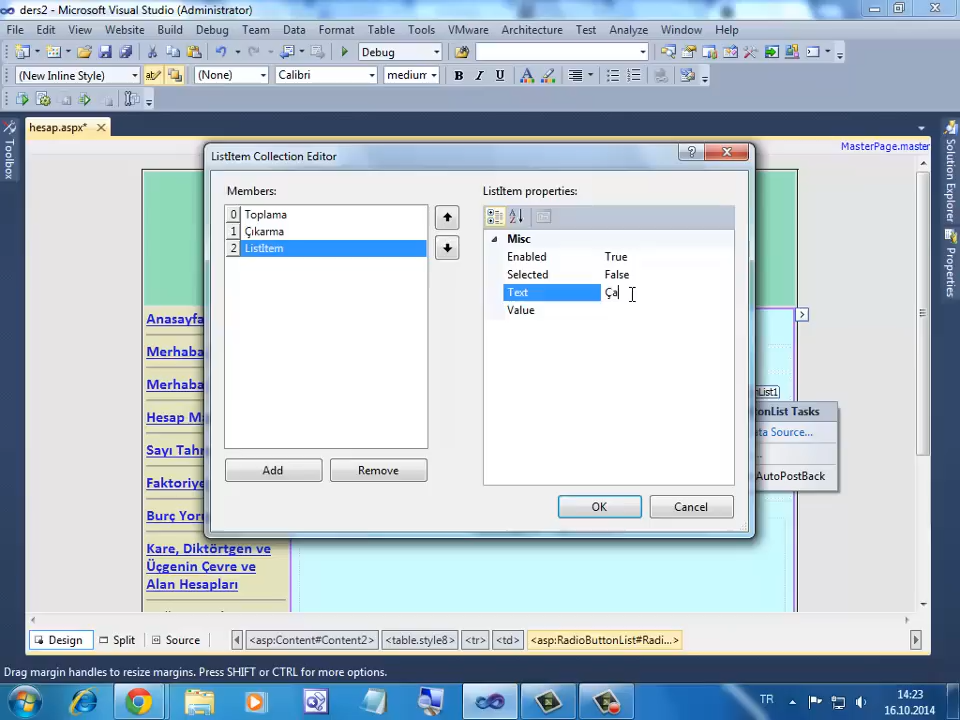 ders2 - Microsoft Visual Studio (Administrator)
File Edit View Website Build Debug Team Data Format Table Tools VMware Architecture Test Analyze Window Help
Debug
(New Inline Style) (None) Calibri medium B I U A
hesap.aspx*
MasterPage.master
Toolbox
Solution Explorer
Properties
ListItem Collection Editor
Members:
ListItem properties:
0 Toplama
1 Çıkarma
2 ListItem
Misc
Enabled True
Selected False
Text Ça
Value
Add Remove
OK Cancel
Anasayfa
Merhaba
Merhaba
Hesap M
Sayı Tahr
Faktoriye
Burç Yor
Kare, Diktörtgen ve
Üçgenin Çevre ve
Alan Hesapları
nList1
onList Tasks
ata Source...
AutoPostBack
Design Split Source <asp:Content#Content2> <table.style8> <tr> <td> <asp:RadioButtonList#Radi...>
Drag margin handles to resize margins. Press SHIFT or CTRL for more options.
TR
14:23
16.10.2014